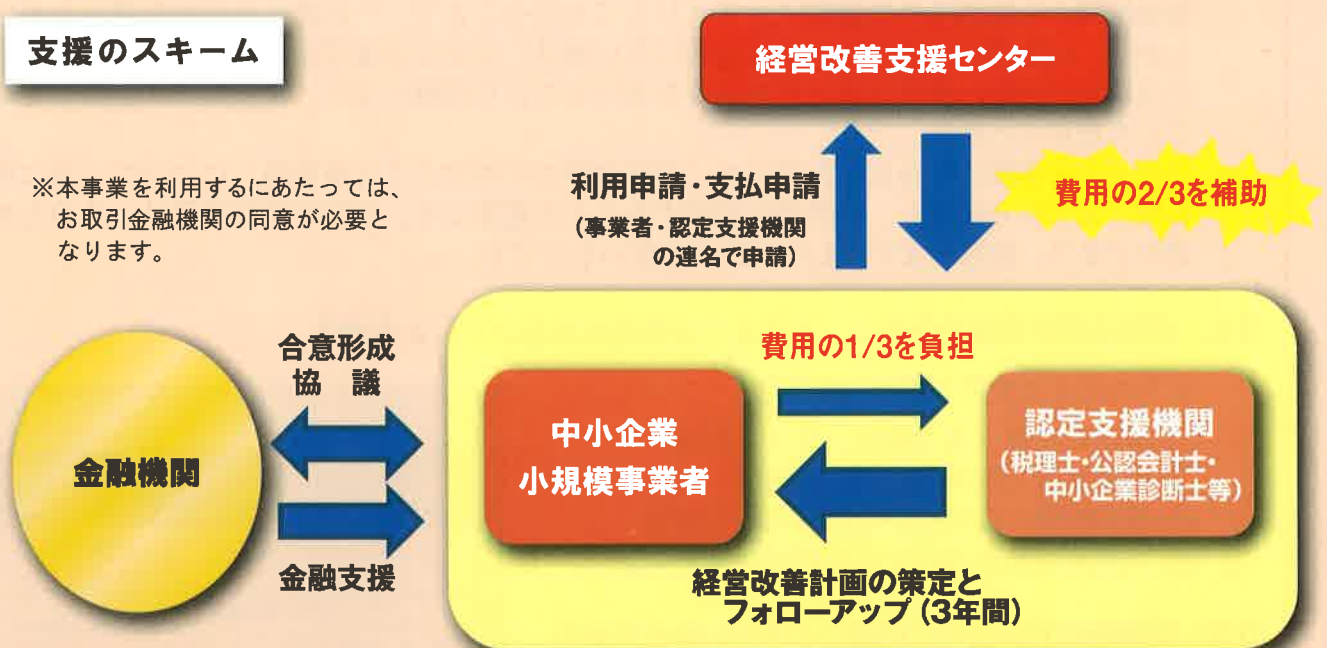 支援のスキーム
経営改善支援センター
※本事業を利用するにあたっては、
お取引金融機関の同意が必要と
なります。
利用申請・支払申請
(事業者・認定支援機関
の連名で申請)
費用の2/3を補助
合意形成
協　議
金融機関
金融支援
費用の1/3を負担
中小企業
小規模事業者
認定支援機関
(税理士・公認会計士・
中小企業診断士等)
経営改善計画の策定と
フォローアップ(3年間)